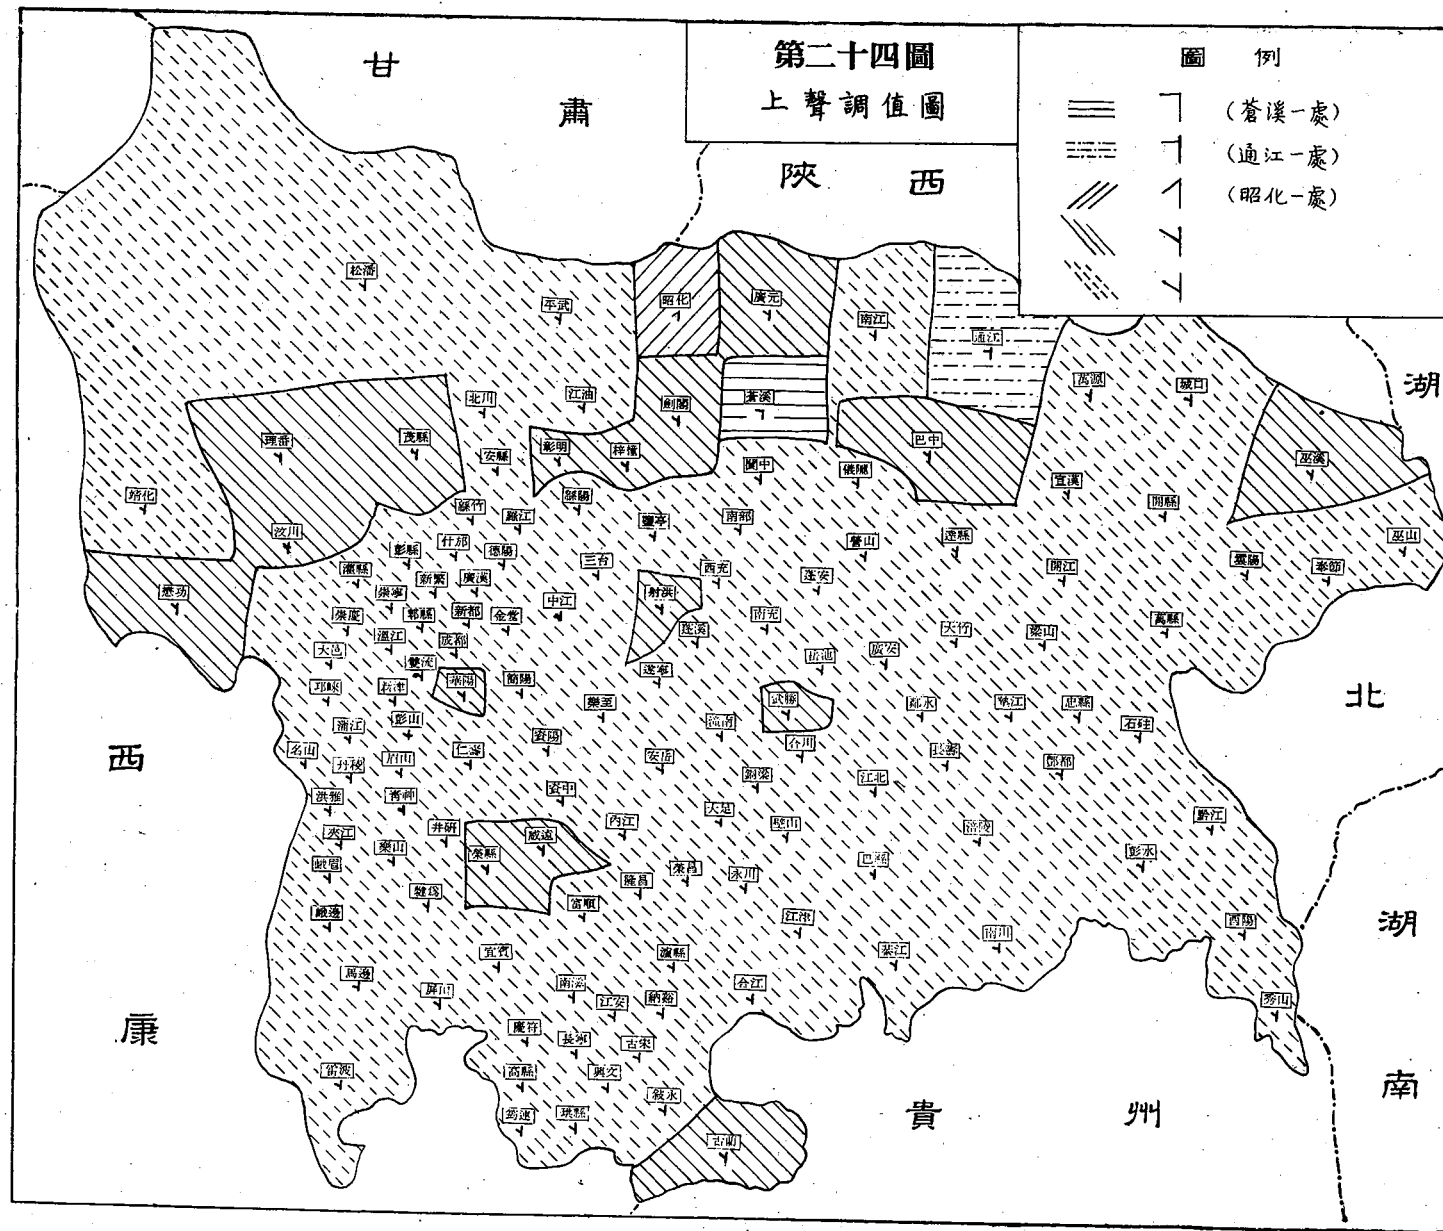 第二十四圖
上聲調值圖
圖例
(蒼溪一處)
(通江一處)
(昭化一處)
甘肅
陝西
湖北
湖南
貴州
西康
松潘
平武
昭化
廣元
南江
通江
萬源
城口
北川
江油
劍閣
蒼溪
理番
茂縣
安縣
彰明
梓橦
閬中
儀隴
巴中
宣漢
巫溪
靖化
汶川
綿竹
羅江
綿陽
鹽亭
南部
營山
達縣
開縣
巫山
懋功
灌縣
彭縣
什邡
德陽
三台
西充
蓬安
開江
雲陽
奉節
崇寧
新繁
廣漢
中江
射洪
南充
崇慶
郫縣
新都
金堂
蓬溪
大竹
梁山
萬縣
大邑
溫江
成都
遂寧
岳池
廣安
邛崍
新津
雙流
華陽
簡陽
樂至
潼南
武勝
鄰水
墊江
忠縣
石砫
蒲江
彭山
資陽
合川
名山
丹稜
眉山
仁壽
安岳
銅梁
江北
長壽
酆都
洪雅
青神
資中
大足
璧山
涪陵
黔江
夾江
樂山
井研
榮縣
威遠
內江
彭水
峨眉
犍爲
隆昌
榮昌
永川
巴縣
峨邊
富順
江津
綦江
南川
酉陽
馬邊
屏山
宜賓
南溪
瀘縣
江安
納谿
合江
秀山
雷波
慶符
長寧
古宋
高縣
興文
敘永
筠連
珙縣
古藺